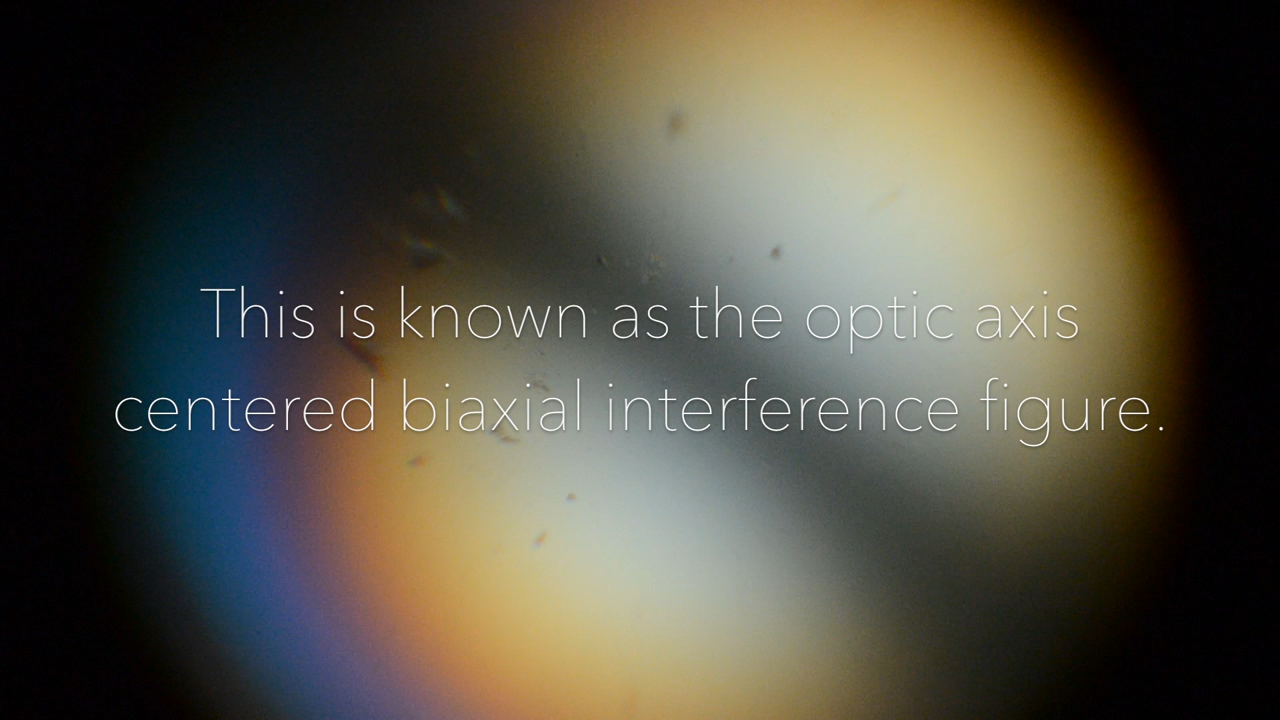 This is known as the optic axis
centered biaxial interference figure.